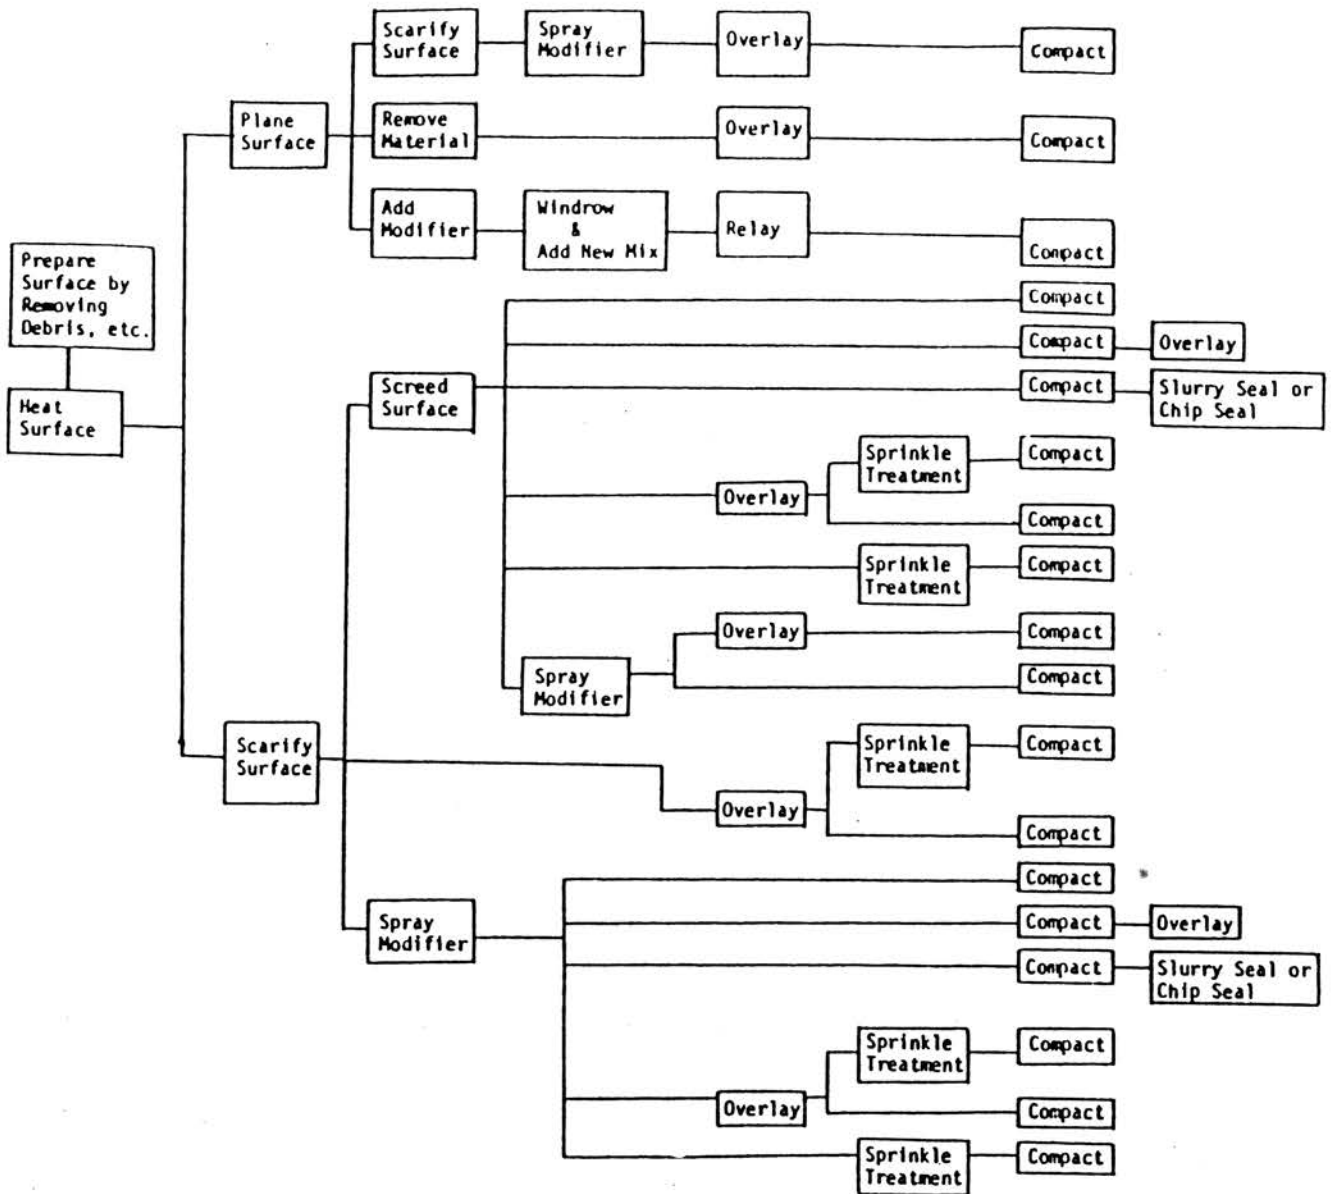 Scarify
Surface
Spray
Modifier
Overlay
Compact
Plane
Surface
Remove
Material
Overlay
Compact
Add
Modifier
Windrow
&
Add New Mix
Relay
Compact
Prepare
Surface by
Removing
Debris, etc.
Heat
Surface
Compact
Compact
Overlay
Screed
Surface
Compact
Slurry Seal or
Chip Seal
Overlay
Sprinkle
Treatment
Compact
Compact
Sprinkle
Treatment
Compact
Spray
Modifier
Overlay
Compact
Compact
Scarify
Surface
Overlay
Sprinkle
Treatment
Compact
Compact
Spray
Modifier
Compact
Compact
Overlay
Compact
Slurry Seal or
Chip Seal
Overlay
Sprinkle
Treatment
Compact
Compact
Sprinkle
Treatment
Compact